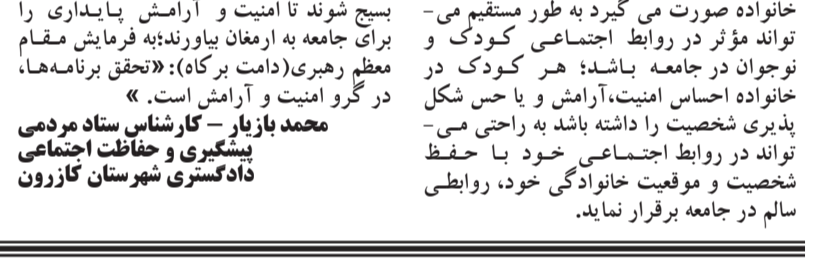 خانواده صورت می گیرد به طور مستقیم می-
تواند مؤثر در روابط اجتماعی کودک و
نوجوان در جامعه باشد؛ هر کودک در
خانواده احساس امنیت،آرامش و یا حس شکل
پذیری شخصیت را داشته باشد به راحتی می-
تواند در روابط اجتماعی خود با حفظ
شخصیت و موقعیت خانوادگی خود، روابطی
سالم در جامعه برقرار نماید.
بسیج شوند تا امنیت و آرامش پایداری را
برای جامعه به ارمغان بیاورند؛به فرمایش مقام
معظم رهبری(دامت برکاه): «تحقق برنامه‌ها،
در گرو امنیت و آرامش است. »
محمد بازیار – کارشناس ستاد مردمی
پیشگیری و حفاظت اجتماعی
دادگستری شهرستان کازرون